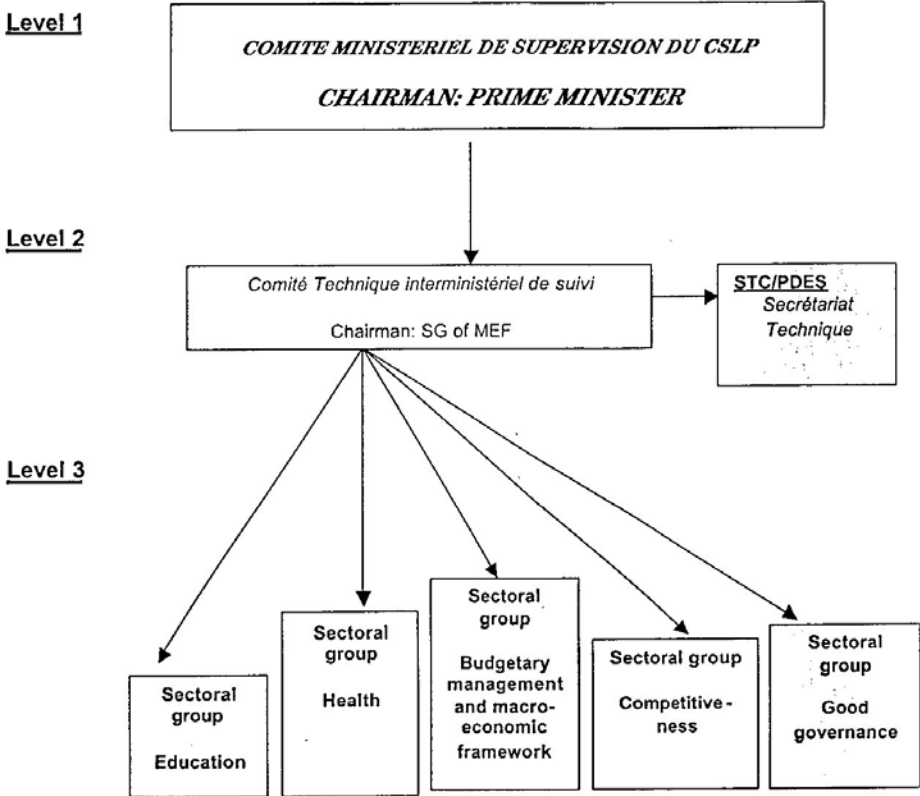 Level 1
COMITE MINISTERIEL DE SUPERVISION DU CSLP
CHAIRMAN: PRIME MINISTER
Level 2
Comité Technique interministériel de suivi
Chairman: SG of MEF
STC/PDES
Secrétariat
Technique
Level 3
Sectoral
group
Education
Sectoral
group
Health
Sectoral
group
Budgetary
management
and macro-
economic
framework
Sectoral group
Competitive-
ness
Sectoral
group
Good
governance